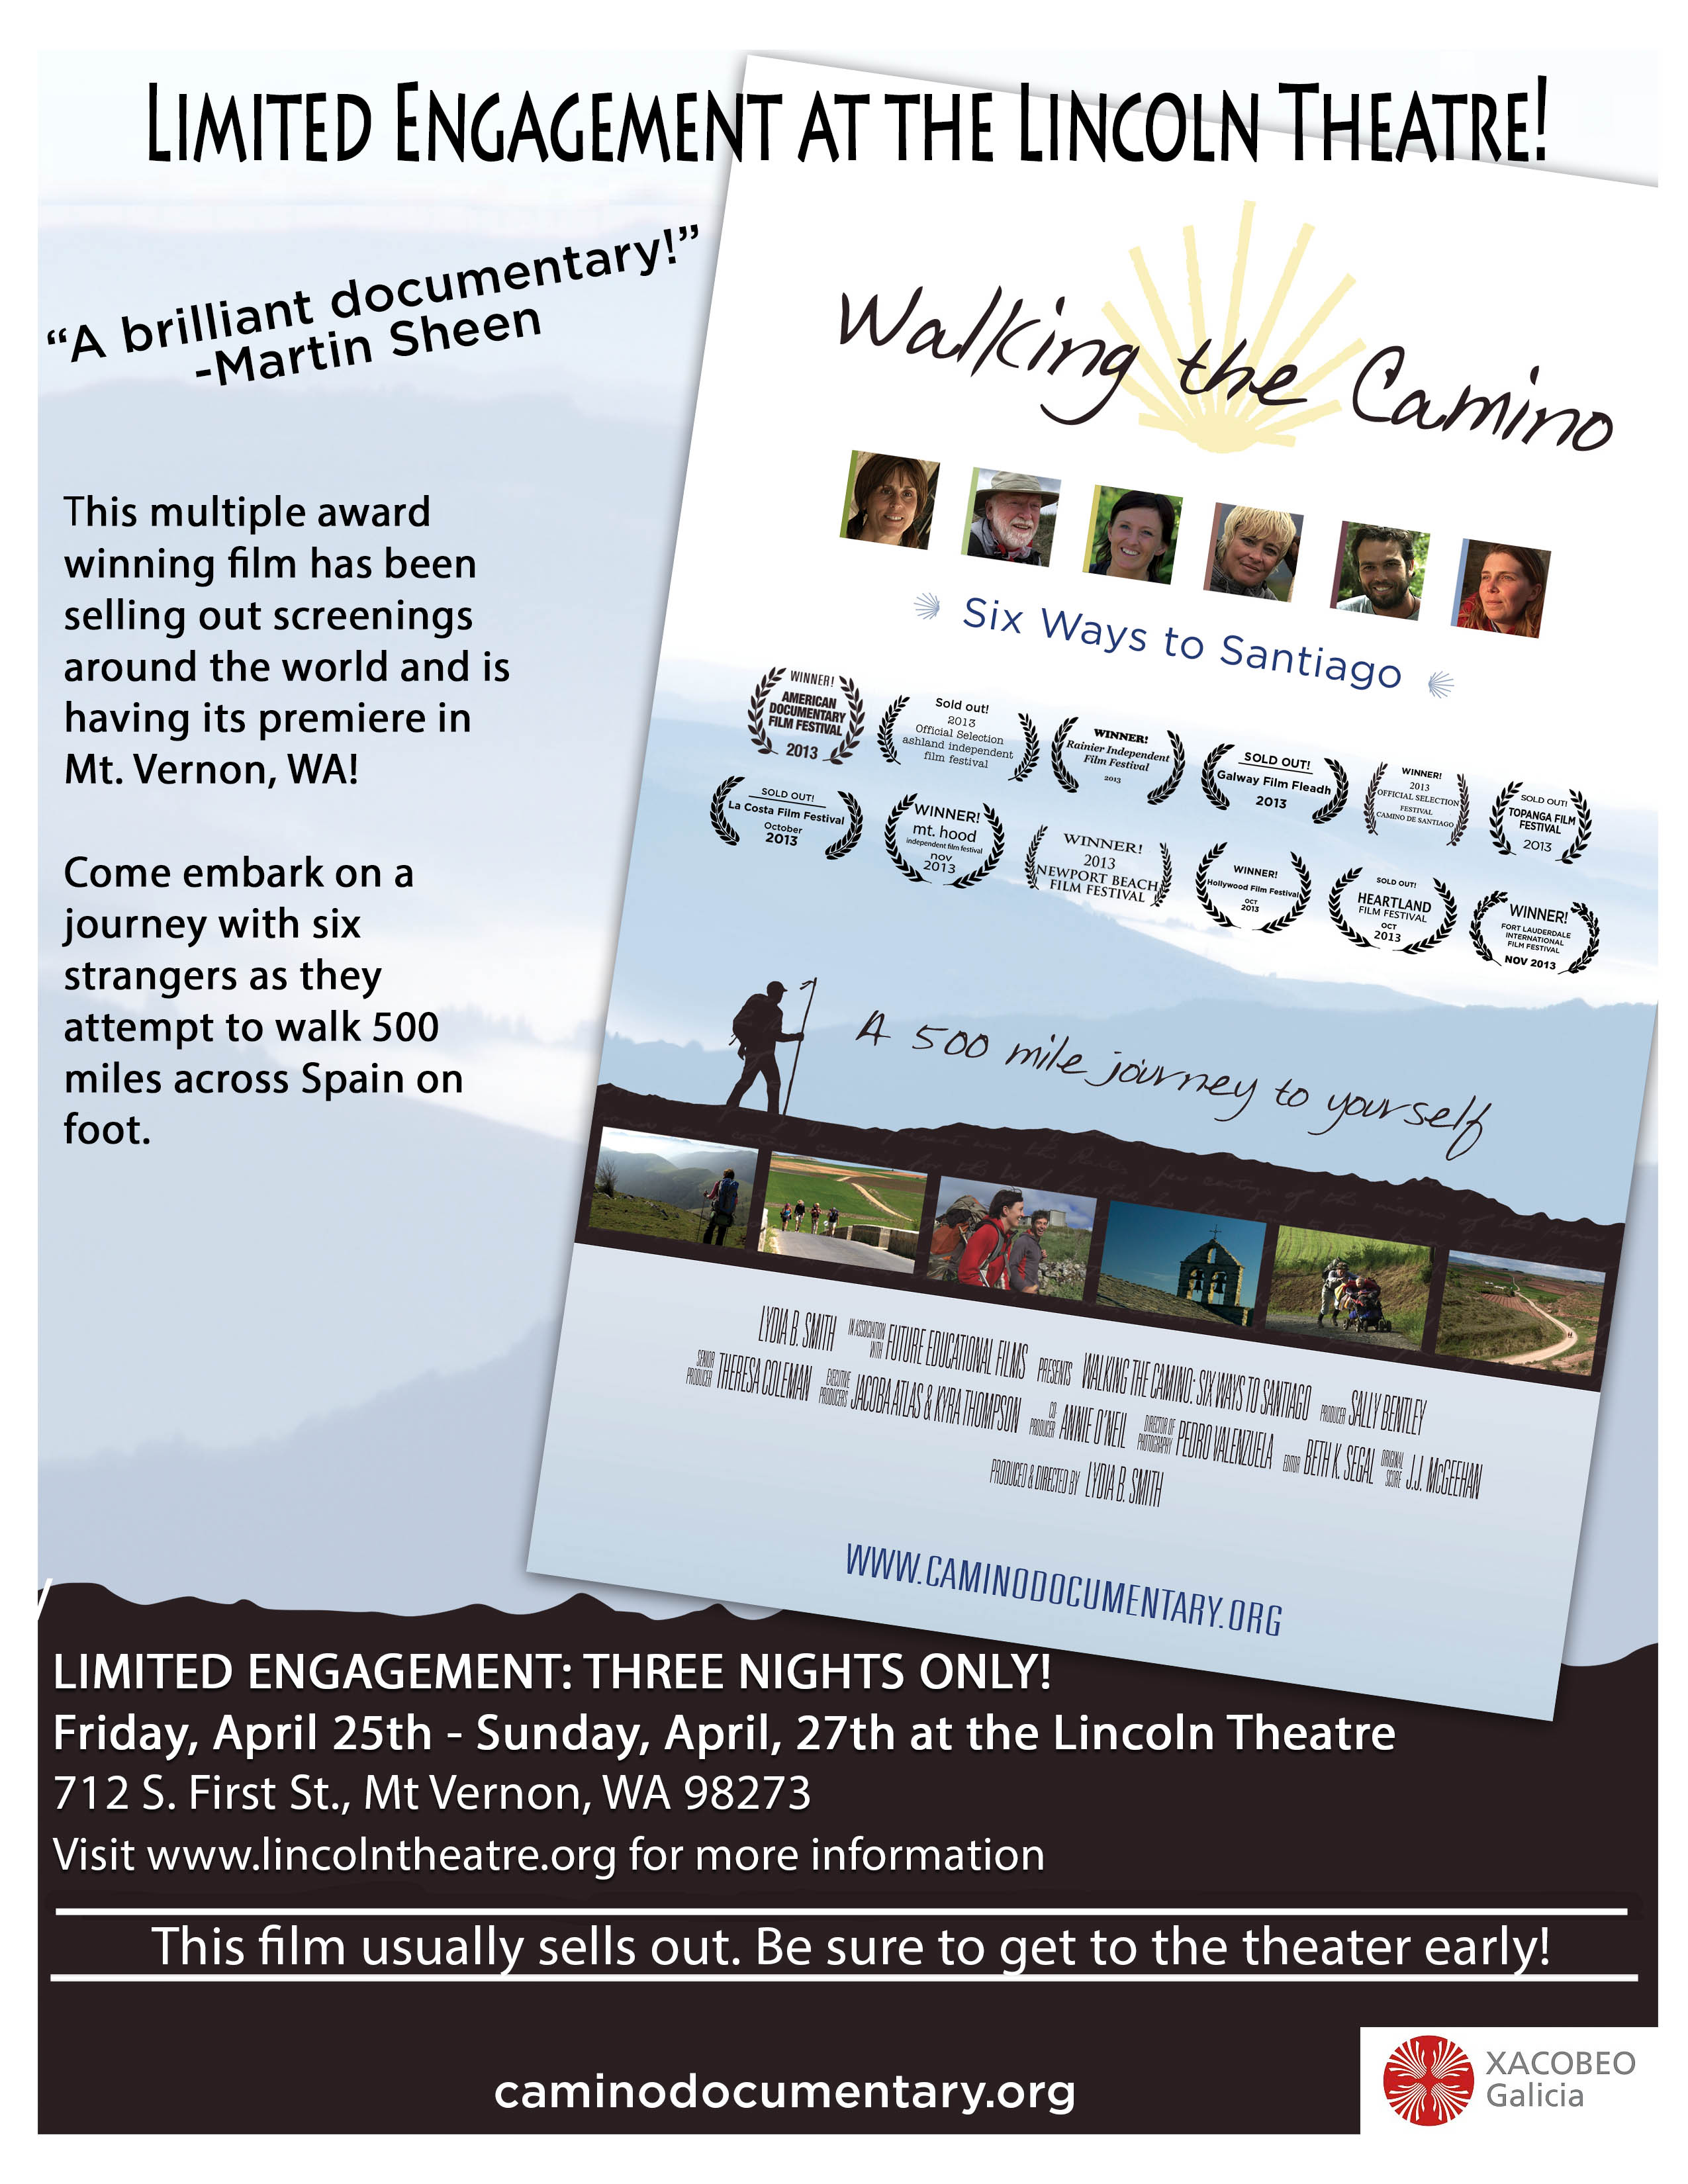 LIMITED ENGAGEMENT AT THE LINCOLN THEATRE!
“A brilliant documentary!”
-Martin Sheen
This multiple award
winning film has been
selling out screenings
around the world and is
having its premiere in
Mt. Vernon, WA!
Come embark on a
journey with six
strangers as they
attempt to walk 500
miles across Spain on
foot.
Walking the Camino
Six Ways to Santiago
WINNER!
AMERICAN
DOCUMENTARY
FILM FESTIVAL
2013
Sold out!
2013
Official Selection
ashland independent
film festival
WINNER!
Rainier Independent
Film Festival
2013
SOLD OUT!
Galway Film Fleadh
2013
WINNER!
2013
OFFICIAL SELECTION
FESTIVAL
CAMINO DE SANTIAGO
SOLD OUT!
TOPANGA FILM
FESTIVAL
2013
SOLD OUT!
La Costa Film Festival
October
2013
WINNER!
mt. hood
independent film festival
nov
2013
WINNER!
2013
NEWPORT BEACH
FILM FESTIVAL
WINNER!
Hollywood Film Festival
OCT
2013
SOLD OUT!
HEARTLAND
FILM FESTIVAL
OCT
2013
WINNER!
FORT LAUDERDALE
INTERNATIONAL
FILM FESTIVAL
NOV 2013
A 500 mile journey to yourself
LYDIA B. SMITH IN ASSOCIATION WITH FUTURE EDUCATIONAL FILMS PRESENTS WALKING THE CAMINO: SIX WAYS TO SANTIAGO PRODUCER SALLY BENTLEY
SENIOR PRODUCER THERESA COLEMAN EXECUTIVE PRODUCERS JACOBA ATLAS & KYRA THOMPSON CO-PRODUCER ANNIE O'NEIL DIRECTOR OF PHOTOGRAPHY PEDRO VALENZUELA EDITOR BETH K. SEGAL ORIGINAL SCORE J.J. McGEEHAN
PRODUCED & DIRECTED BY LYDIA B. SMITH
WWW.CAMINODOCUMENTARY.ORG
LIMITED ENGAGEMENT: THREE NIGHTS ONLY!
Friday, April 25th - Sunday, April, 27th at the Lincoln Theatre
712 S. First St., Mt Vernon, WA 98273
Visit www.lincolntheatre.org for more information
This film usually sells out. Be sure to get to the theater early!
caminodocumentary.org
XACOBEO
Galicia